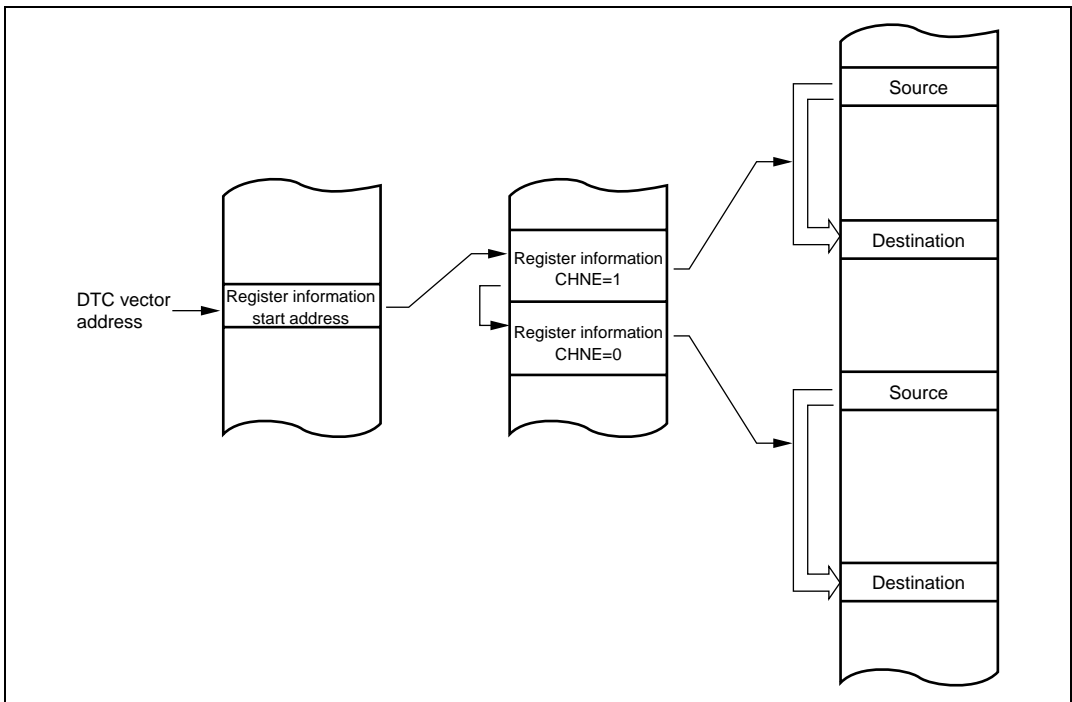 DTC vector
address
Register information
start address
Register information
CHNE=1
Register information
CHNE=0
Source
Destination
Source
Destination